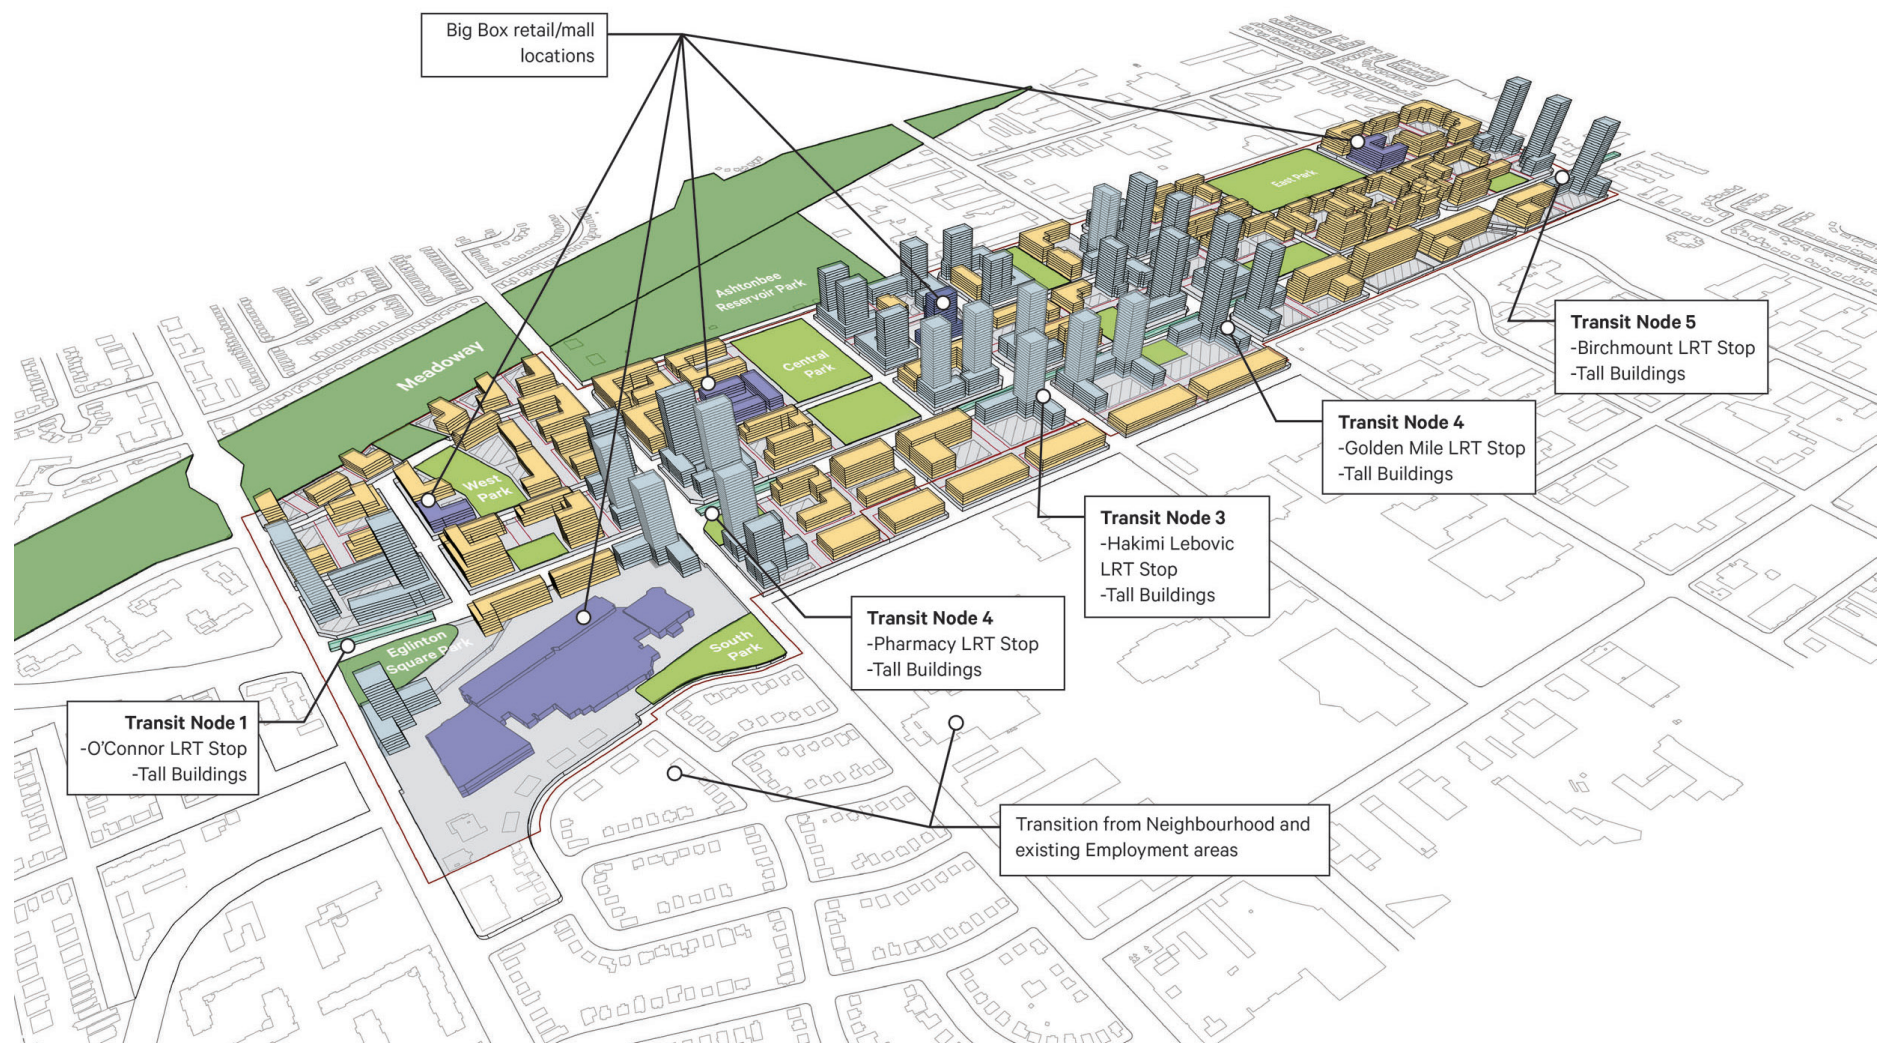 Big Box retail/mall
locations
East Park
Ashtonbee
Reservoir Park
Meadoway
Central
Park
West
Park
Transit Node 5
-Birchmount LRT Stop
-Tall Buildings
Transit Node 4
-Golden Mile LRT Stop
-Tall Buildings
Transit Node 3
-Hakimi Lebovic
LRT Stop
-Tall Buildings
Transit Node 4
-Pharmacy LRT Stop
-Tall Buildings
Eglinton
Square Park
South
Park
Transit Node 1
-O'Connor LRT Stop
-Tall Buildings
Transition from Neighbourhood and
existing Employment areas